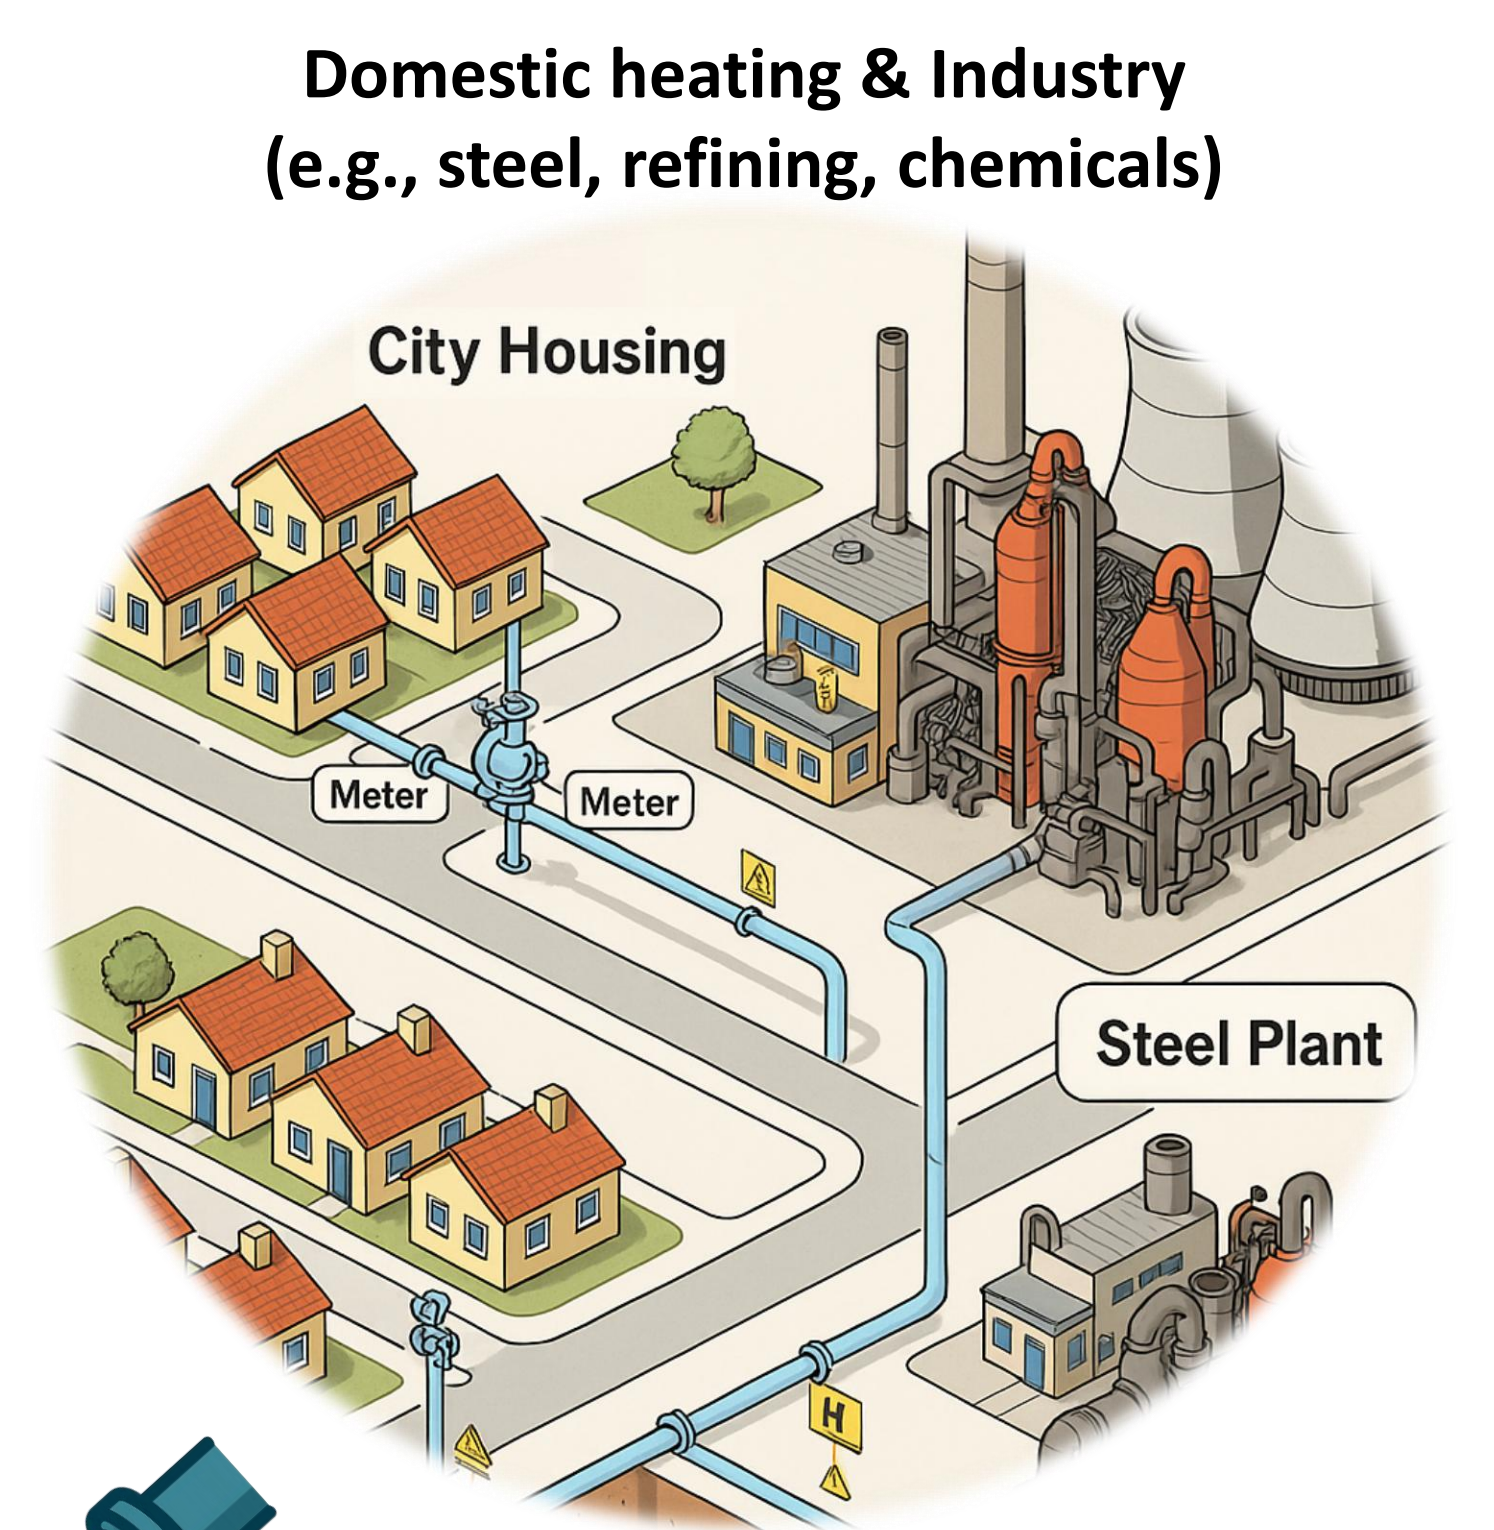 Domestic heating & Industry
(e.g., steel, refining, chemicals)
City Housing
Meter
Meter
Steel Plant
H